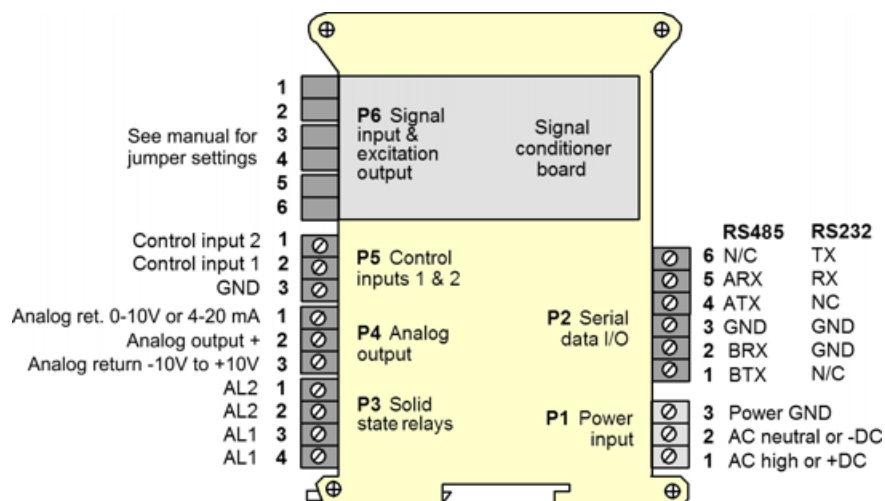 1
2
See manual for 3
jumper settings 4
5
6
P6 Signal
input &
excitation
output
Signal
conditioner
board
Control input 2 1
Control input 1 2
GND 3
P5 Control
inputs 1 & 2
Analog ret. 0-10V or 4-20 mA 1
Analog output + 2
Analog return -10V to +10V 3
P4 Analog
output
AL2 1
AL2 2
AL1 3
AL1 4
P3 Solid
state relays
RS485 RS232
6 N/C TX
5 ARX RX
4 ATX NC
3 GND GND
2 BRX GND
1 BTX N/C
P2 Serial
data I/O
P1 Power
input
3 Power GND
2 AC neutral or -DC
1 AC high or +DC